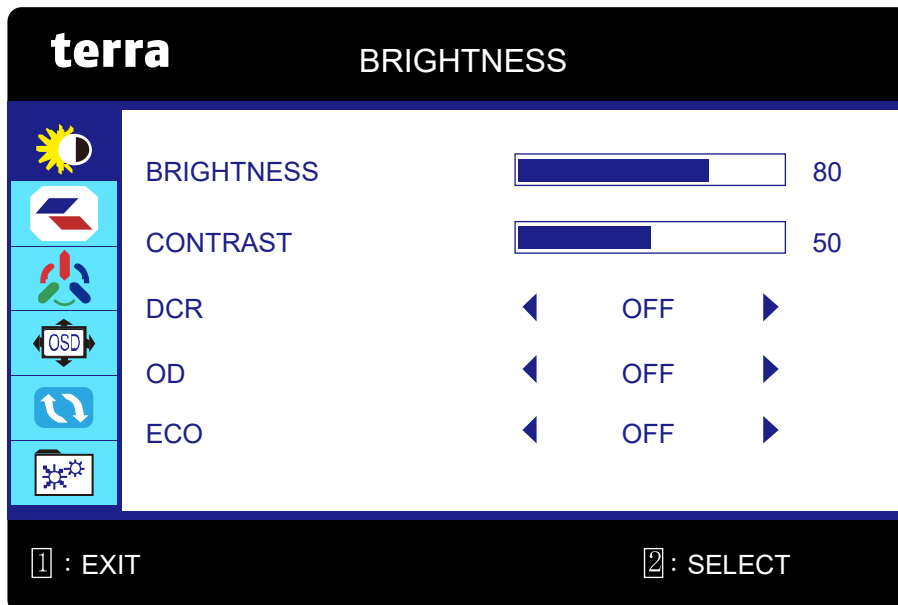 terra
BRIGHTNESS
BRIGHTNESS 80
CONTRAST 50
DCR OFF
OD OFF
OSD
ECO OFF
1 : EXIT
2 : SELECT